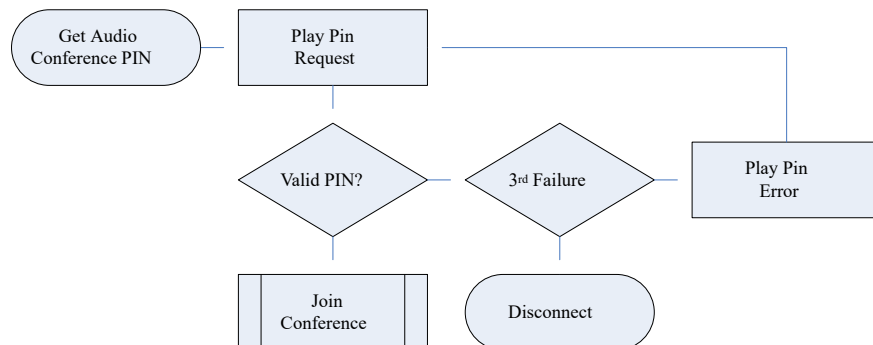 Get Audio
Conference PIN
Play Pin
Request
Valid PIN?
3rd Failure
Play Pin
Error
Join
Conference
Disconnect